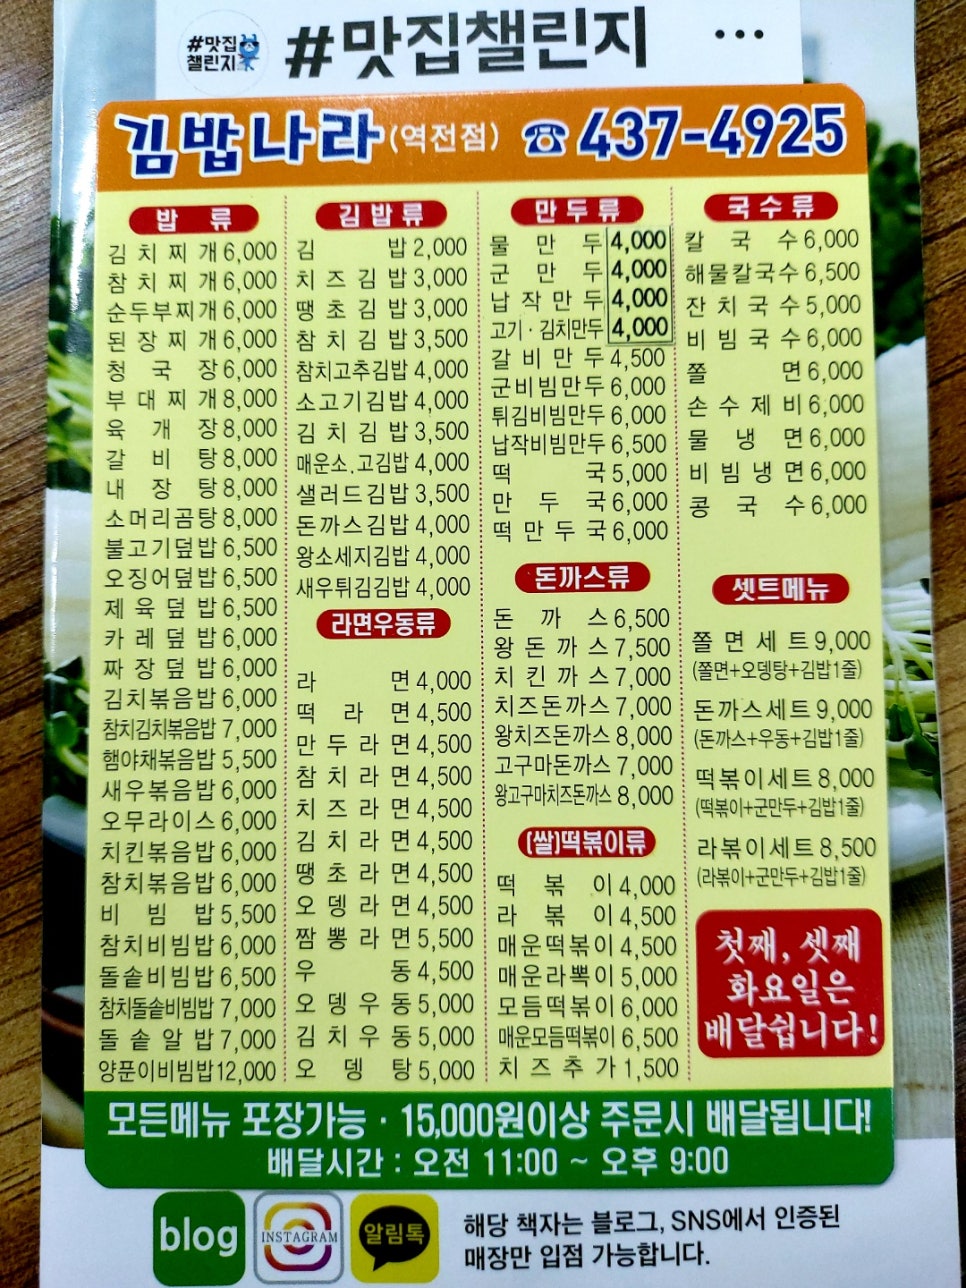 #맛집
챌린지
#맛집챌린지 ...
김밥나라 (역전점) ☎ 437-4925
밥류
김치찌개 6,000
참치찌개 6,000
순두부찌개 6,000
된장찌개 6,000
청국장 6,000
부대찌개 8,000
육개장 8,000
갈비탕 8,000
내장탕 8,000
소머리곰탕 8,000
불고기덮밥 6,500
오징어덮밥 6,500
제육덮밥 6,500
카레덮밥 6,000
짜장덮밥 6,000
김치볶음밥 6,000
참치김치볶음밥 7,000
햄야채볶음밥 5,500
새우볶음밥 6,000
오무라이스 6,000
치킨볶음밥 6,000
참치볶음밥 6,000
비빔밥 5,500
참치비빔밥 6,000
돌솥비빔밥 6,500
참치돌솥비빔밥 7,000
돌솥알밥 7,000
양푼이비빔밥 12,000
김밥류
김밥 2,000
치즈김밥 3,000
땡초김밥 3,000
참치김밥 3,500
참치고추김밥 4,000
소고기김밥 4,000
김치김밥 3,500
매운소.고김밥 4,000
샐러드김밥 3,500
돈까스김밥 4,000
왕소세지김밥 4,000
새우튀김김밥 4,000
라면우동류
라면 4,000
떡라면 4,500
만두라면 4,500
참치라면 4,500
치즈라면 4,500
김치라면 4,500
땡초라면 4,500
오뎅라면 4,500
짬뽕라면 5,500
우동 4,500
오뎅우동 5,000
김치우동 5,000
오뎅탕 5,000
만두류
물만두 4,000
군만두 4,000
납작만두 4,000
고기·김치만두 4,000
갈비만두 4,500
군비빔만두 6,000
튀김비빔만두 6,000
납작비빔만두 6,500
떡국 5,000
만두국 6,000
떡만두국 6,000
돈까스류
돈까스 6,500
왕돈까스 7,500
치킨까스 7,000
치즈돈까스 7,000
왕치즈돈까스 8,000
고구마돈까스 7,000
왕고구마치즈돈까스 8,000
(쌀)떡볶이류
떡볶이 4,000
라볶이 4,500
매운떡볶이 4,500
매운라뽁이 5,000
모듬떡볶이 6,000
매운모듬떡볶이 6,500
치즈추가 1,500
국수류
칼국수 6,000
해물칼국수 6,500
잔치국수 5,000
비빔국수 6,000
쫄면 6,000
손수제비 6,000
물냉면 6,000
비빔냉면 6,000
콩국수 6,000
셋트메뉴
쫄면세트 9,000
(쫄면+오뎅탕+김밥1줄)
돈까스세트 9,000
(돈까스+우동+김밥1줄)
떡볶이세트 8,000
(떡볶이+군만두+김밥1줄)
라볶이세트 8,500
(라볶이+군만두+김밥1줄)
첫째, 셋째
화요일은
배달쉽니다!
모든메뉴 포장가능 · 15,000원이상 주문시 배달됩니다!
배달시간 : 오전 11:00 ~ 오후 9:00
blog
INSTAGRAM
알림톡
해당 책자는 블로그, SNS에서 인증된
매장만 입점 가능합니다.